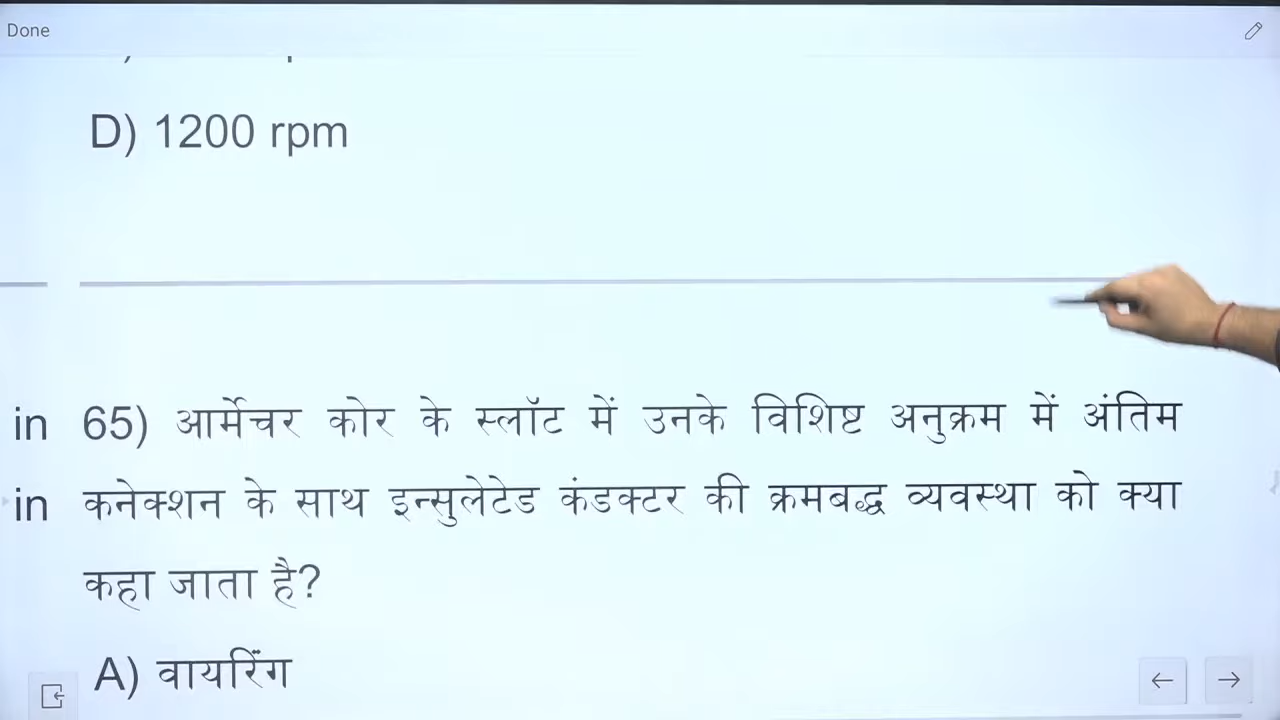 Done
D) 1200 rpm
in 65) आर्मेचर कोर के स्लॉट में उनके विशिष्ट अनुक्रम में अंतिम
in कनेक्शन के साथ इन्सुलेटेड कंडक्टर की क्रमबद्ध व्यवस्था को क्या
कहा जाता है?
A) वायरिंग